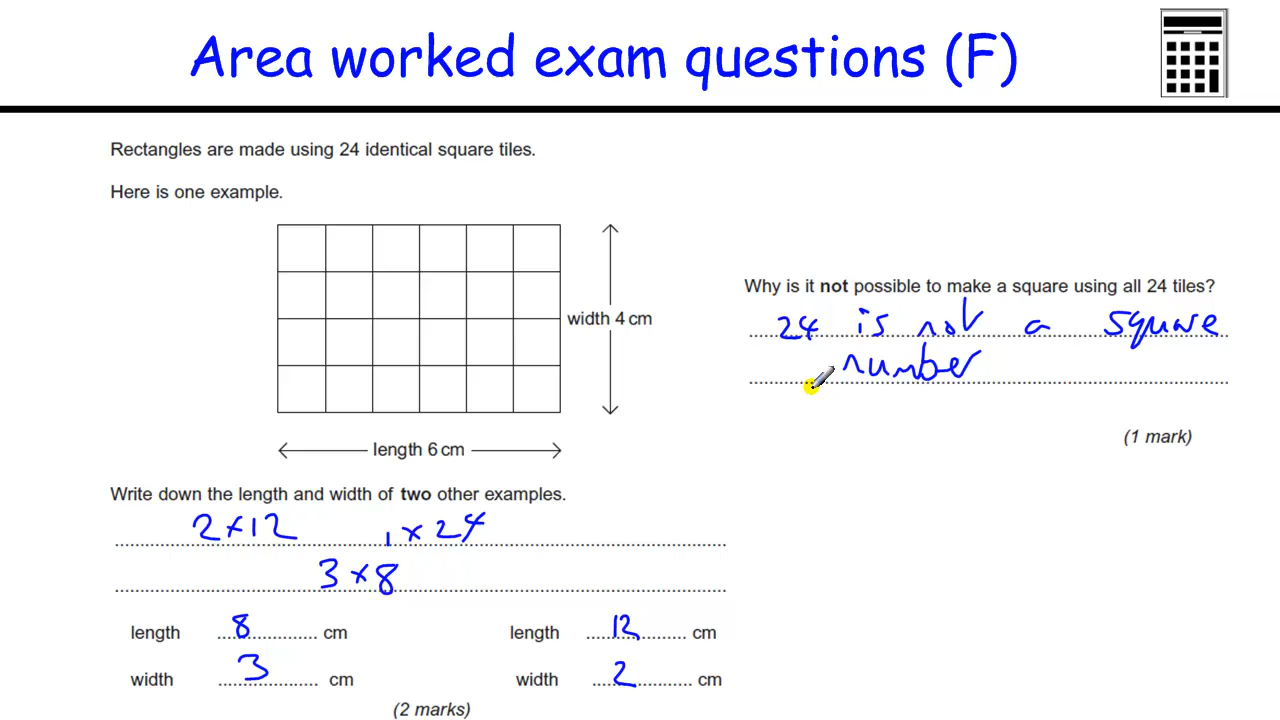 Area worked exam questions (F)
Rectangles are made using 24 identical square tiles.
Here is one example.
width 4 cm
length 6 cm
Write down the length and width of two other examples.
2 × 12 1 × 24
3 × 8
length 8 cm length 12 cm
width 3 cm width 2 cm
(2 marks)
Why is it not possible to make a square using all 24 tiles?
24 is not a square
number
(1 mark)